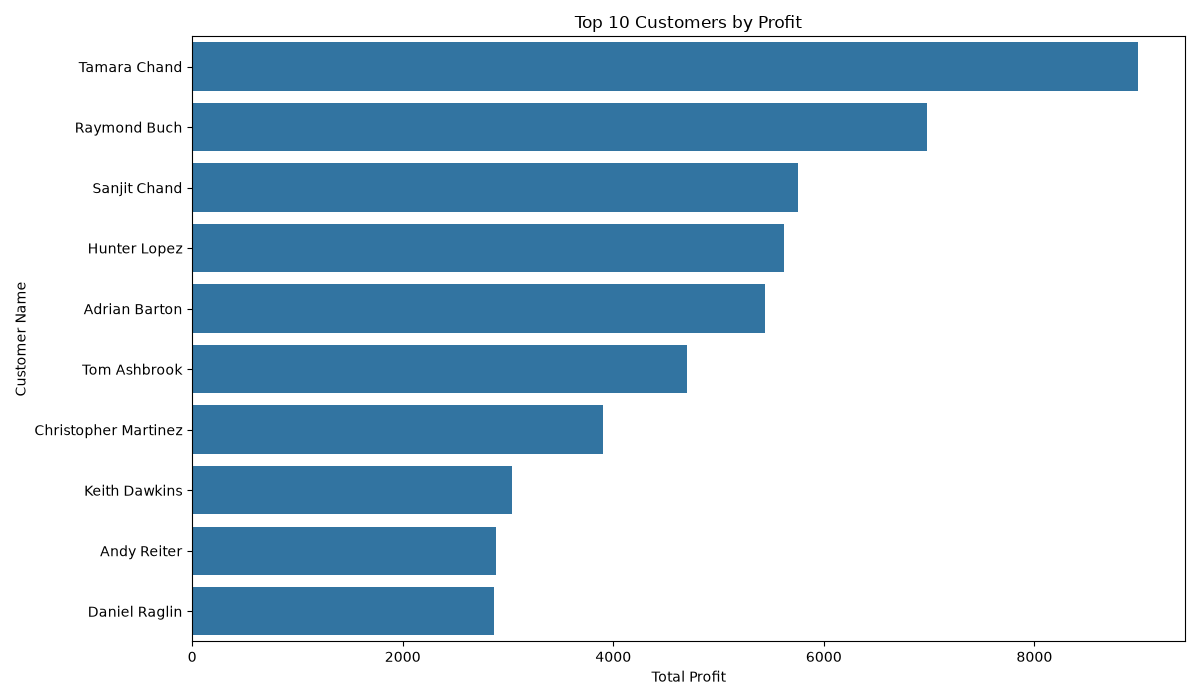 Top 10 Customers by Profit
Customer Name
Tamara Chand
Raymond Buch
Sanjit Chand
Hunter Lopez
Adrian Barton
Tom Ashbrook
Christopher Martinez
Keith Dawkins
Andy Reiter
Daniel Raglin
0 2000 4000 6000 8000
Total Profit